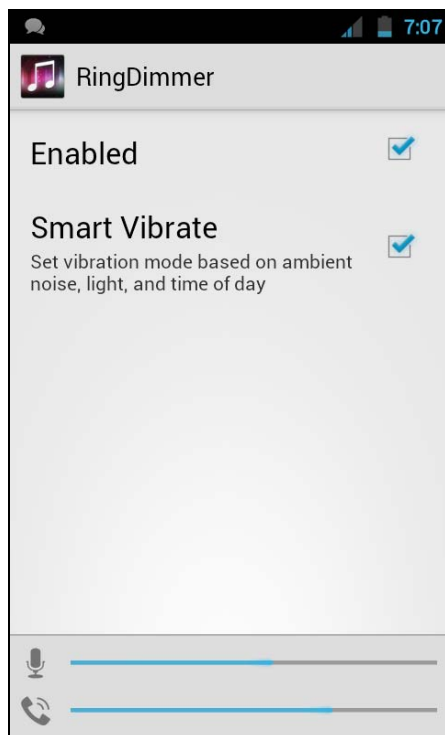 7:07
RingDimmer
Enabled
Smart Vibrate
Set vibration mode based on ambient
noise, light, and time of day